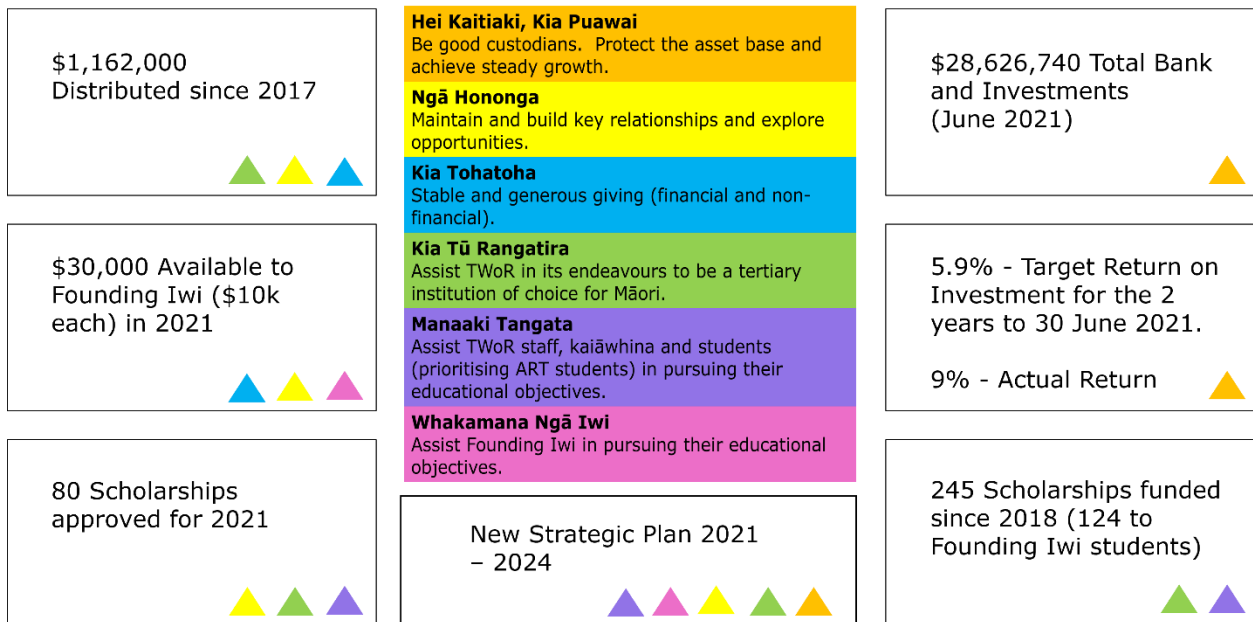 $1,162,000
Distributed since 2017
$30,000 Available to
Founding Iwi ($10k
each) in 2021
80 Scholarships
approved for 2021
Hei Kaitiaki, Kia Puawai
Be good custodians.  Protect the asset base and
achieve steady growth.
Ngā Hononga
Maintain and build key relationships and explore
opportunities.
Kia Tohatoha
Stable and generous giving (financial and non-
financial).
Kia Tū Rangatira
Assist TWoR in its endeavours to be a tertiary
institution of choice for Māori.
Manaaki Tangata
Assist TWoR staff, kaiāwhina and students
(prioritising ART students) in pursuing their
educational objectives.
Whakamana Ngā Iwi
Assist Founding Iwi in pursuing their educational
objectives.
New Strategic Plan 2021
– 2024
$28,626,740 Total Bank
and Investments
(June 2021)
5.9% - Target Return on
Investment for the 2
years to 30 June 2021.
9% - Actual Return
245 Scholarships funded
since 2018 (124 to
Founding Iwi students)